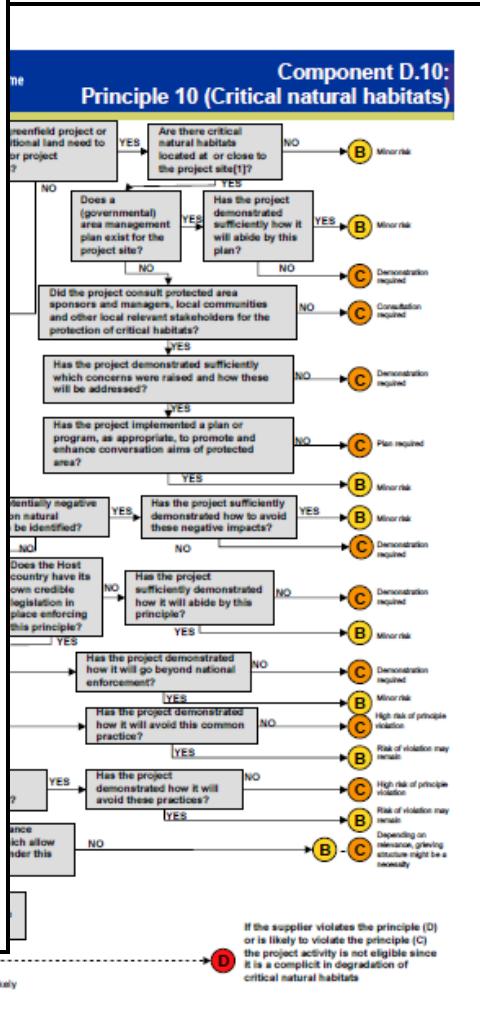 me
Component D.10:
Principle 10 (Critical natural habitats)
greenfield project or
itional land need to
or project
?
YES
Are there critical
natural habitats
located at or close to
the project site[1]?
NO
B
Minor risk
NO
YES
Does a
(governmental)
area management
plan exist for the
project site?
YES
Has the project
demonstrated
sufficiently how it
will abide by this
plan?
YES
B
Minor risk
NO
NO
C
Demonstration
required
Did the project consult protected area
sponsors and managers, local communities
and other local relevant stakeholders for the
protection of critical habitats?
NO
C
Consultation
required
YES
Has the project demonstrated sufficiently
which concerns were raised and how these
will be addressed?
NO
C
Demonstration
required
YES
Has the project implemented a plan or
program, as appropriate, to promote and
enhance conversation aims of protected
area?
NO
C
Plan required
YES
B
Minor risk
tentially negative
on natural
be identified?
YES
Has the project sufficiently
demonstrated how to avoid
these negative impacts?
YES
B
Minor risk
NO
NO
C
Demonstration
required
Does the Host
country have its
own credible
legislation in
place enforcing
this principle?
NO
Has the project
sufficiently demonstrated
how it will abide by this
principle?
NO
C
Demonstration
required
YES
YES
B
Minor risk
Has the project demonstrated
how it will go beyond national
enforcement?
NO
C
Demonstration
required
YES
B
Minor risk
Has the project demonstrated
how it will avoid this common
practice?
NO
C
High risk of principle
violation
YES
B
Risk of violation may
remain
?
YES
Has the project
demonstrated how it will
avoid these practices?
NO
C
High risk of principle
violation
YES
B
Risk of violation may
remain
ance
ich allow
nder this
NO
B - C
Depending on
relevance, grieving
structure might be a
necessity
D
If the supplier violates the principle (D)
or is likely to violate the principle (C)
the project activity is not eligible since
it is a complicit in degradation of
critical natural habitats
kely